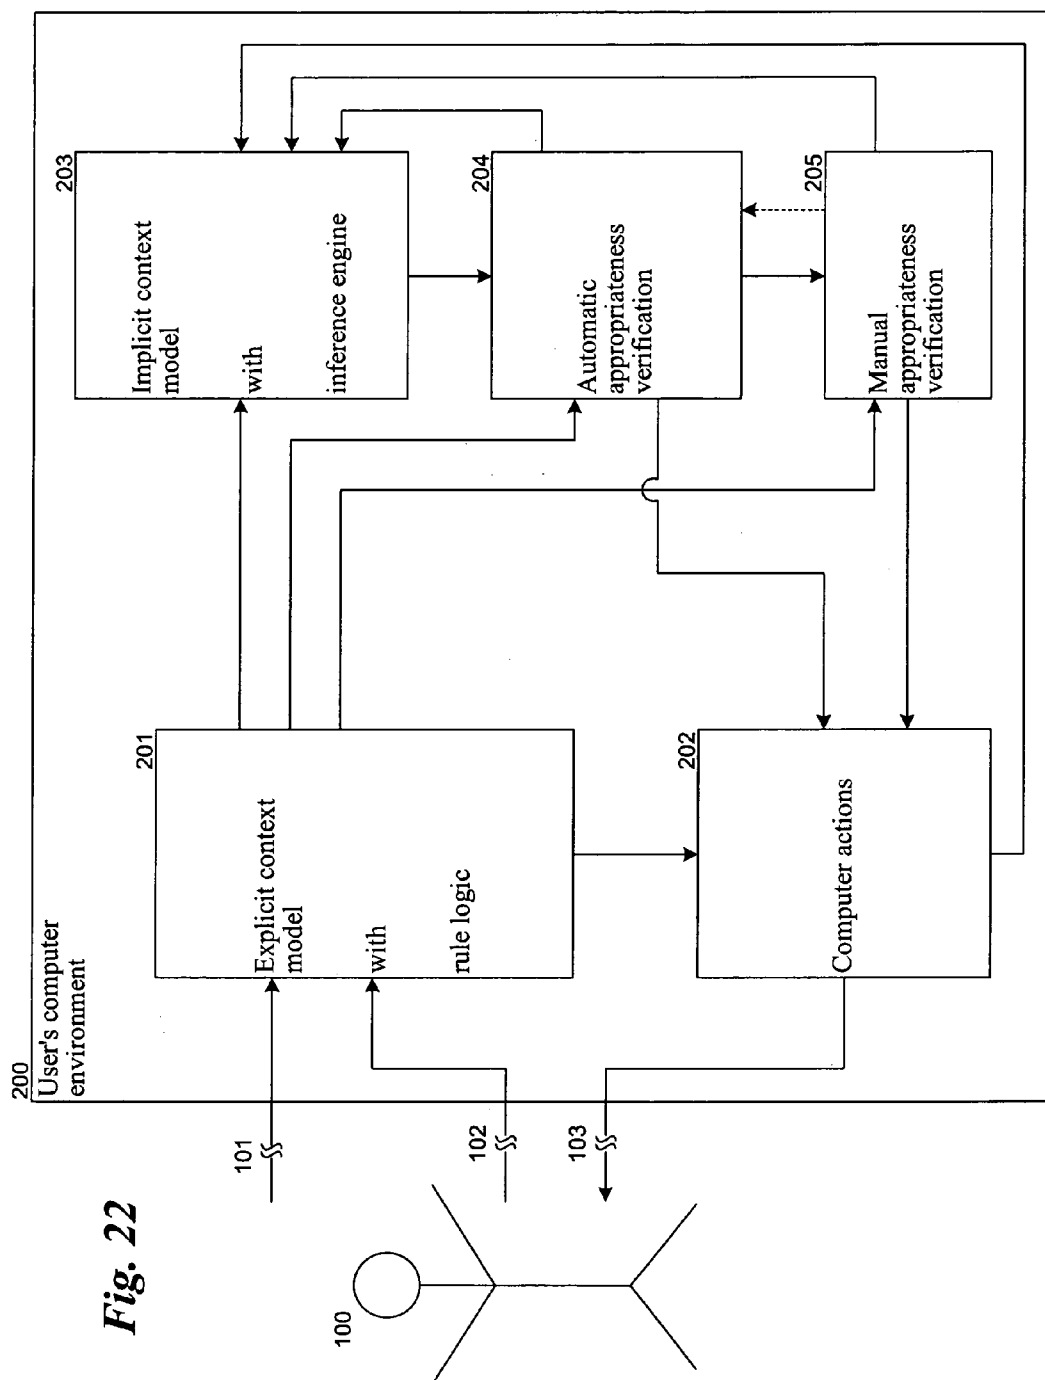 200
User's computer
environment
201
Explicit context
model
with
rule logic
202
Computer actions
203
Implicit context
model
with
inference engine
204
Automatic
appropriateness
verification
205
Manual
appropriateness
verification
101
102
103
100
Fig. 22